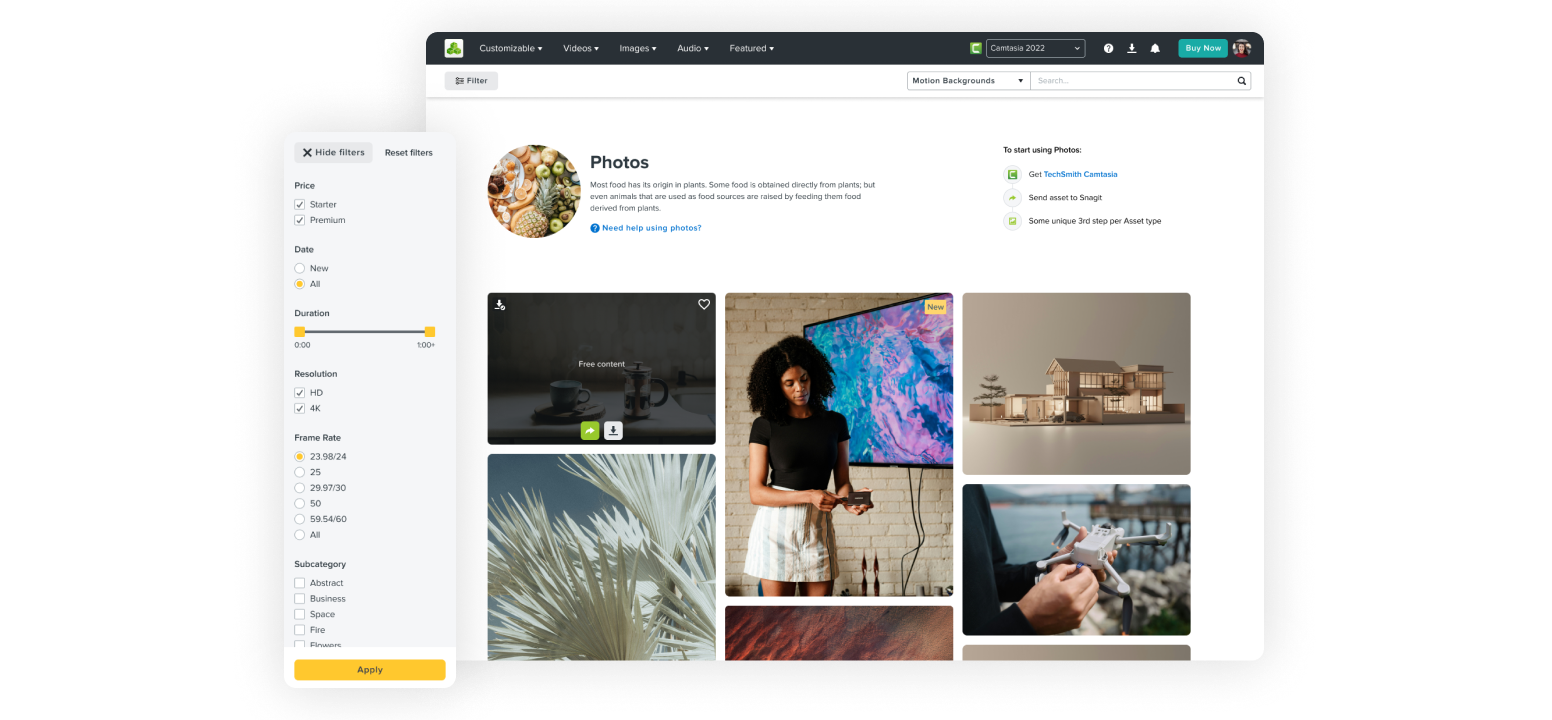 Customizable Videos Images Audio Featured Camtasia 2022 Buy Now
Filter Motion Backgrounds Search...
Hide filters Reset filters
Price
Starter
Premium
Date
New
All
Duration
0:00 1:00+
Resolution
HD
4K
Frame Rate
23.98/24
25
29.97/30
50
59.54/60
All
Subcategory
Abstract
Business
Space
Fire
Flowers
Apply
Photos
Most food has its origin in plants. Some food is obtained directly from plants; but
even animals that are used as food sources are raised by feeding them food
derived from plants.
Need help using photos?
To start using Photos:
Get TechSmith Camtasia
Send asset to Snagit
Some unique 3rd step per Asset type
Free content
New